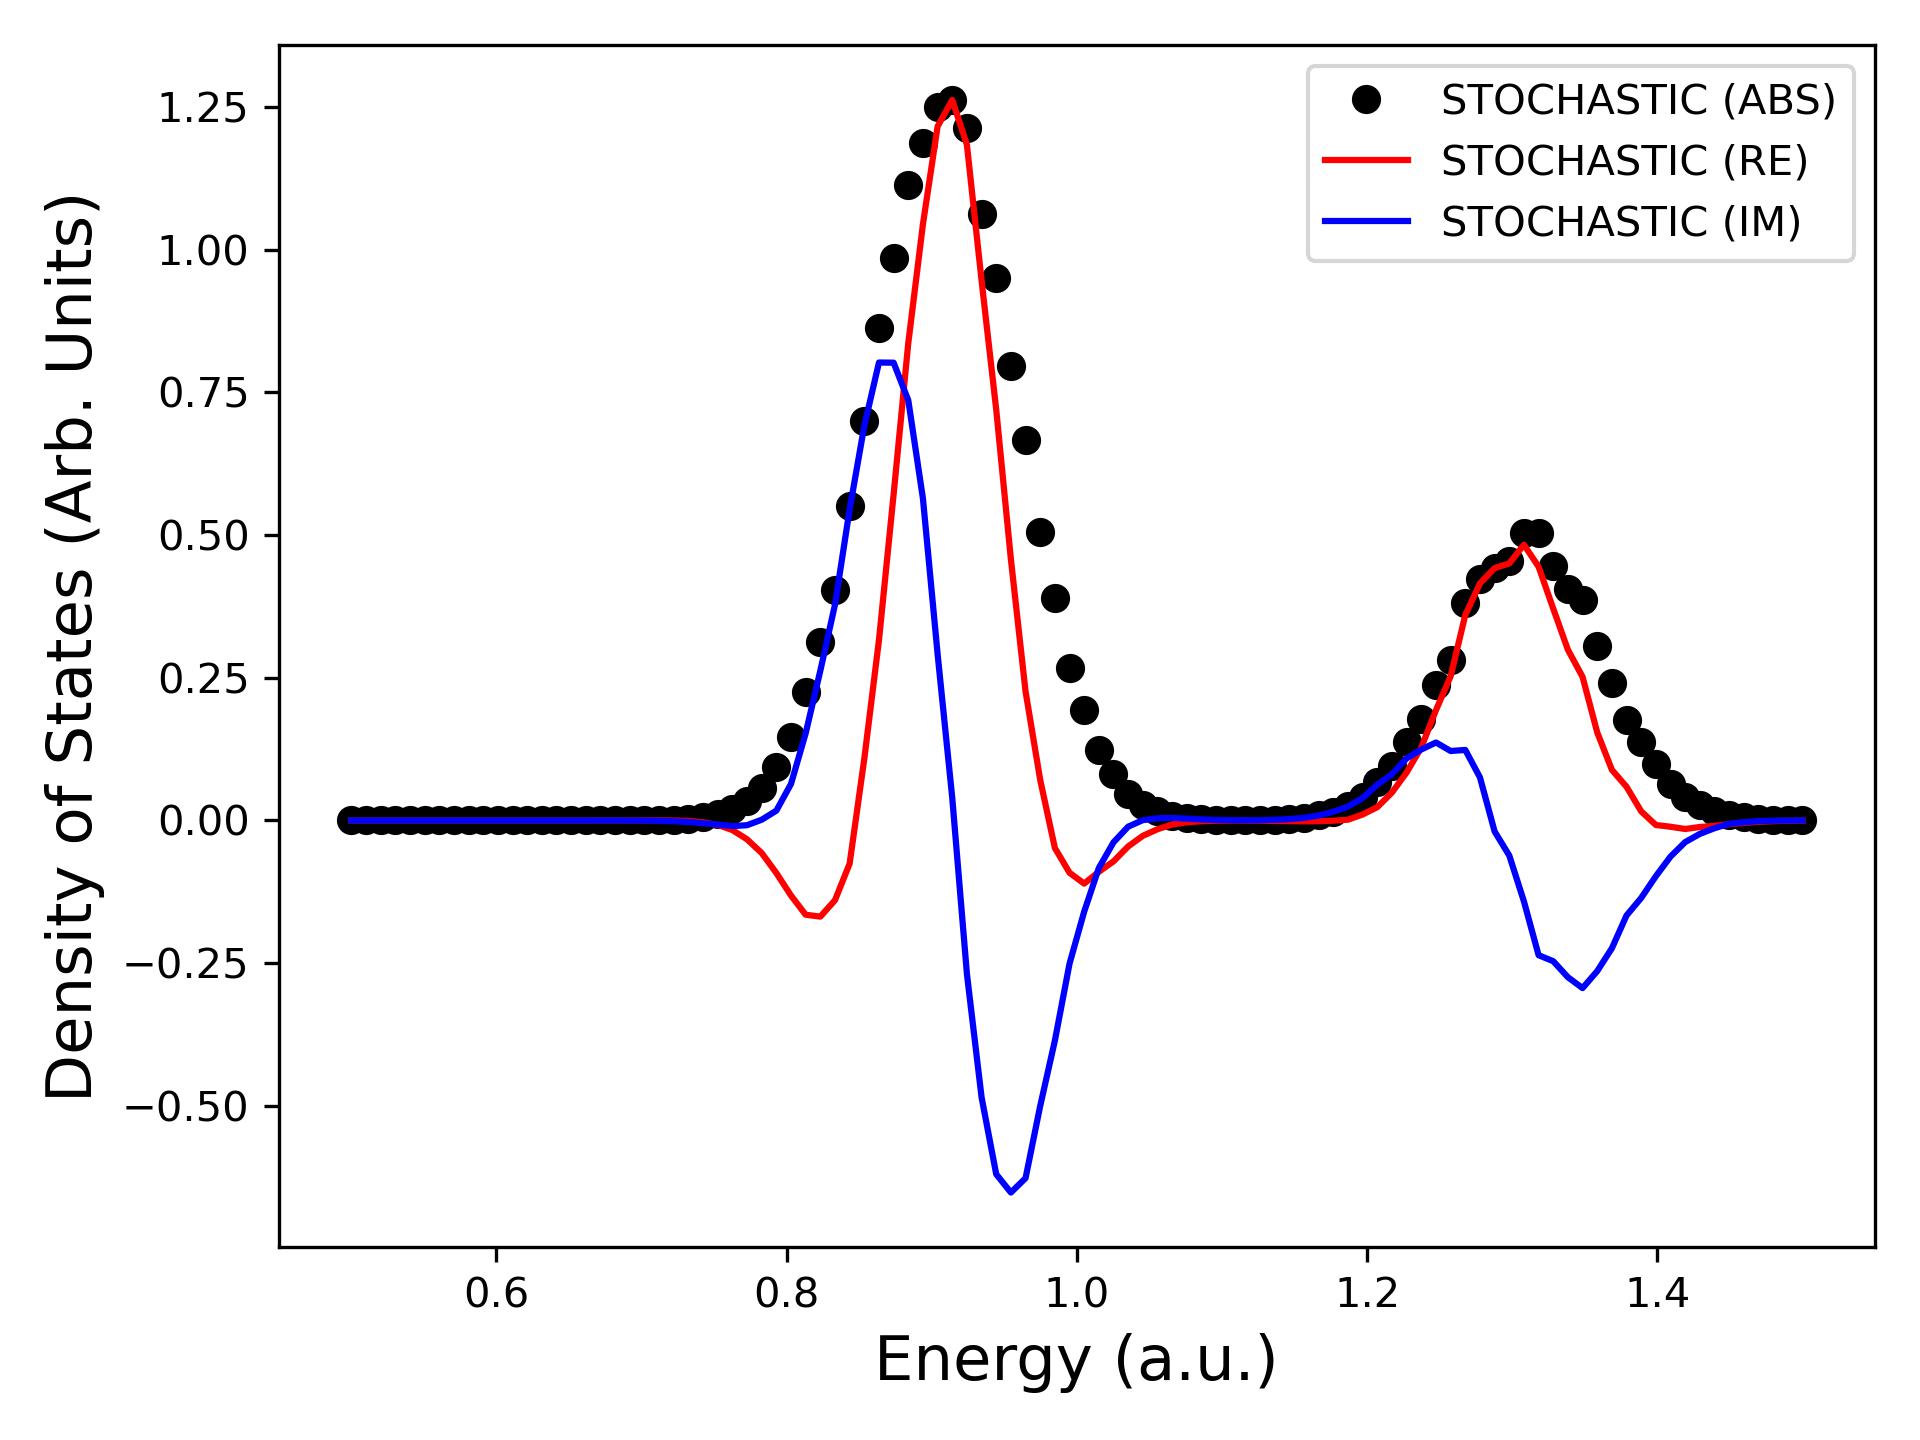 STOCHASTIC (ABS)
STOCHASTIC (RE)
STOCHASTIC (IM)
Density of States (Arb. Units)
1.25
1.00
0.75
0.50
0.25
0.00
−0.25
−0.50
0.6 0.8 1.0 1.2 1.4
Energy (a.u.)